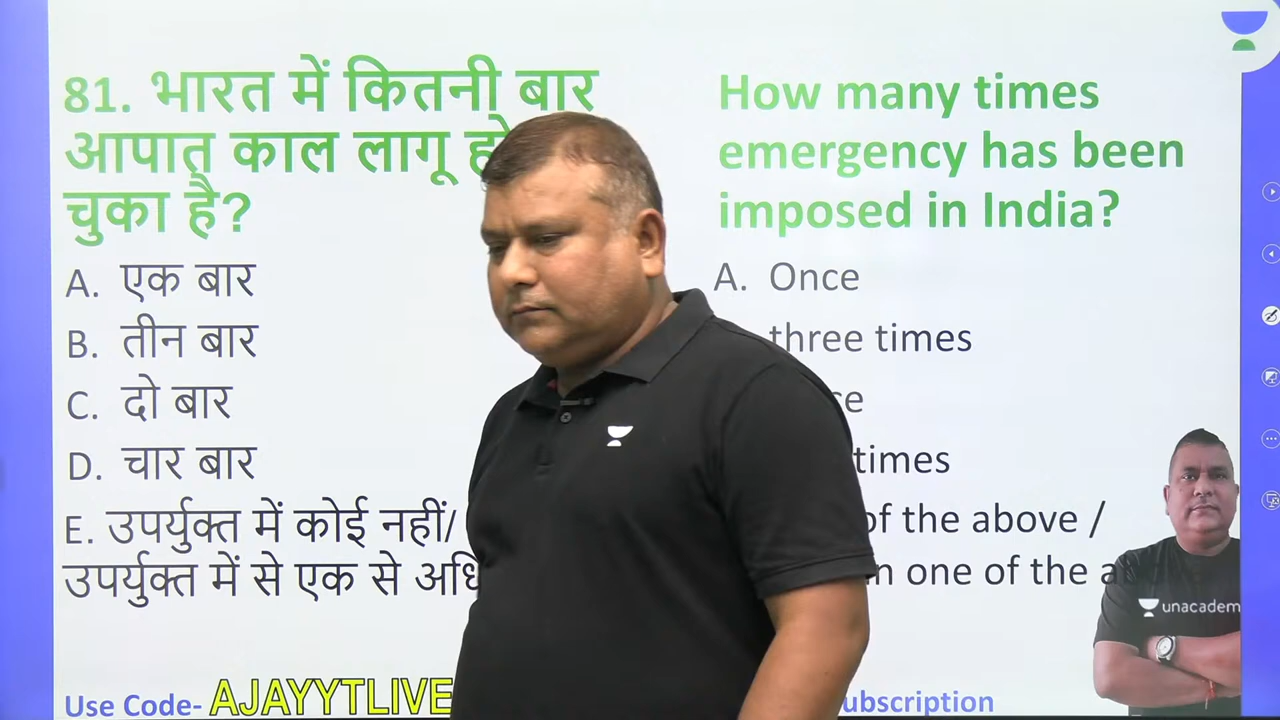 81. भारत में कितनी बार
आपात् काल लागू
चुका है?
A. एक बार
B. तीन बार
C. दो बार
D. चार बार
E. उपर्युक्त में कोई नहीं/
उपर्युक्त में से एक से
How many times
emergency has been
imposed in India?
A. Once
three times
times
of the above /
one of the
unacadem
Use Code- AJAYYTLIVE